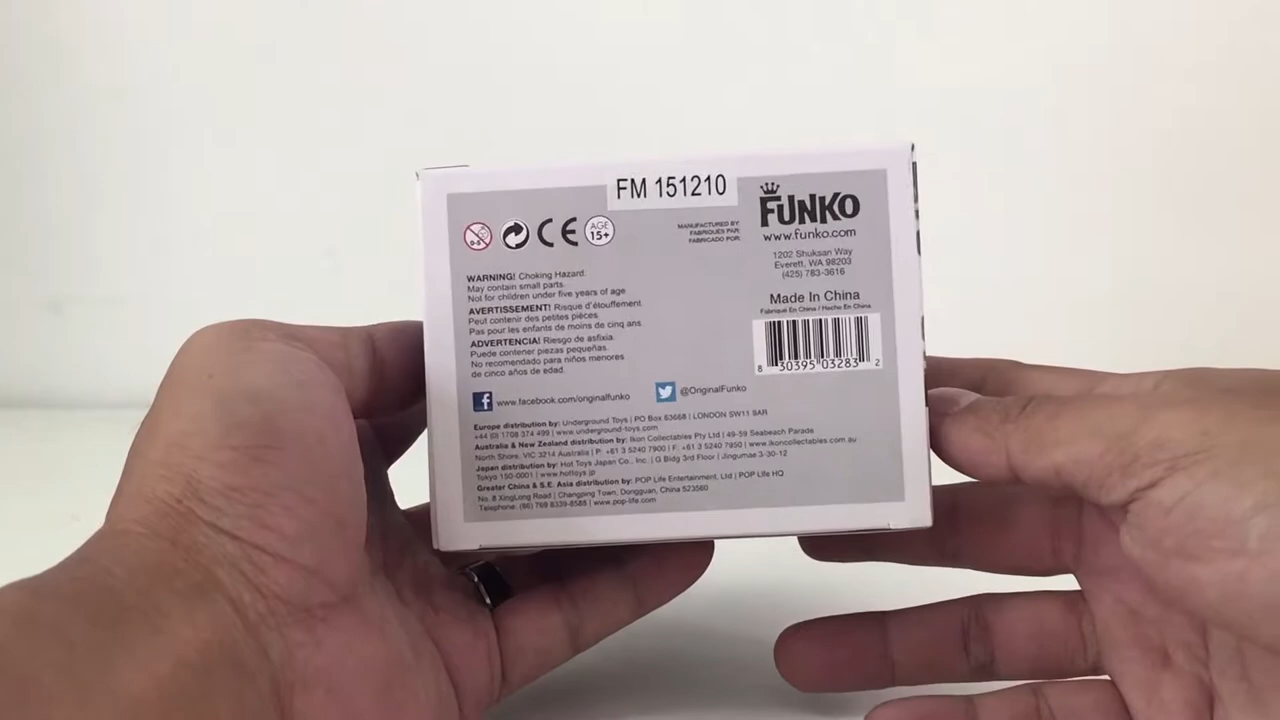 FM 151210
FUNKO
www.funko.com
MANUFACTURED BY:
FABRIQUÉS PAR:
FABRICADO POR:
1202 Shuksan Way
Everett, WA 98203
(425) 783-3616
0-5
CE
AGE
15+
WARNING! Choking Hazard.
May contain small parts.
Not for children under five years of age
AVERTISSEMENT! Risque d'étouffement
Peut contenir des petites pièces.
Pas pour les enfants de moins de cinq ans
ADVERTENCIA! Riesgo de asfixia.
Puede contener piezas pequeñas.
No recomendado para niños menores
de cinco años de edad.
Made In China
Fabriqué En China / Hecho En China
8 30395 03283 2
www.facebook.com/originalfunko
@OriginalFunko
Europe distribution by: Underground Toys | PO Box 63668 | LONDON SW11 9AR
+44 (0) 1708 374 499 | www.underground-toys.com
Australia & New Zealand distribution by: Ikon Collectables Pty Ltd | 49-59 Seabeach Parade
North Shore, VIC 3214 Australia | P: +61 3 5240 7900 | F: +61 3 5240 7950 | www.ikoncollectables.com.au
Japan distribution by: Hot Toys Japan Co., Inc. | G Bldg 3rd Floor | Jingumae 3-30-12
Tokyo 150-0001 | www.hottoys.jp
Greater China & S.E. Asia distribution by: POP Life Entertainment, Ltd | POP Life HQ
No. 8 XingLong Road | Changping Town, Dongguan, China 523560
Telephone: (86) 769 8339-8588 | www.pop-life.com